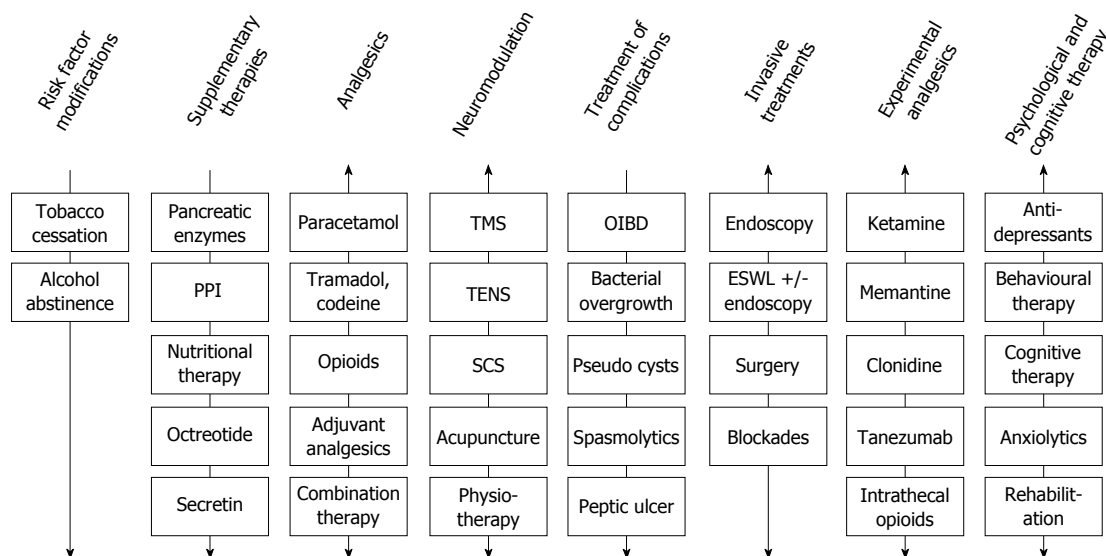 Risk factor
modifications
Supplementary
therapies
Analgesics
Neuromodulation
Treatment of
complications
Invasive
treatments
Experimental
analgesics
Psychological and
cognitive therapy
Tobacco
cessation
Alcohol
abstinence
Pancreatic
enzymes
PPI
Nutritional
therapy
Octreotide
Secretin
Paracetamol
Tramadol,
codeine
Opioids
Adjuvant
analgesics
Combination
therapy
TMS
TENS
SCS
Acupuncture
Physio-
therapy
OIBD
Bacterial
overgrowth
Pseudo cysts
Spasmolytics
Peptic ulcer
Endoscopy
ESWL +/-
endoscopy
Surgery
Blockades
Ketamine
Memantine
Clonidine
Tanezumab
Intrathecal
opioids
Anti-
depressants
Behavioural
therapy
Cognitive
therapy
Anxiolytics
Rehabilit-
ation